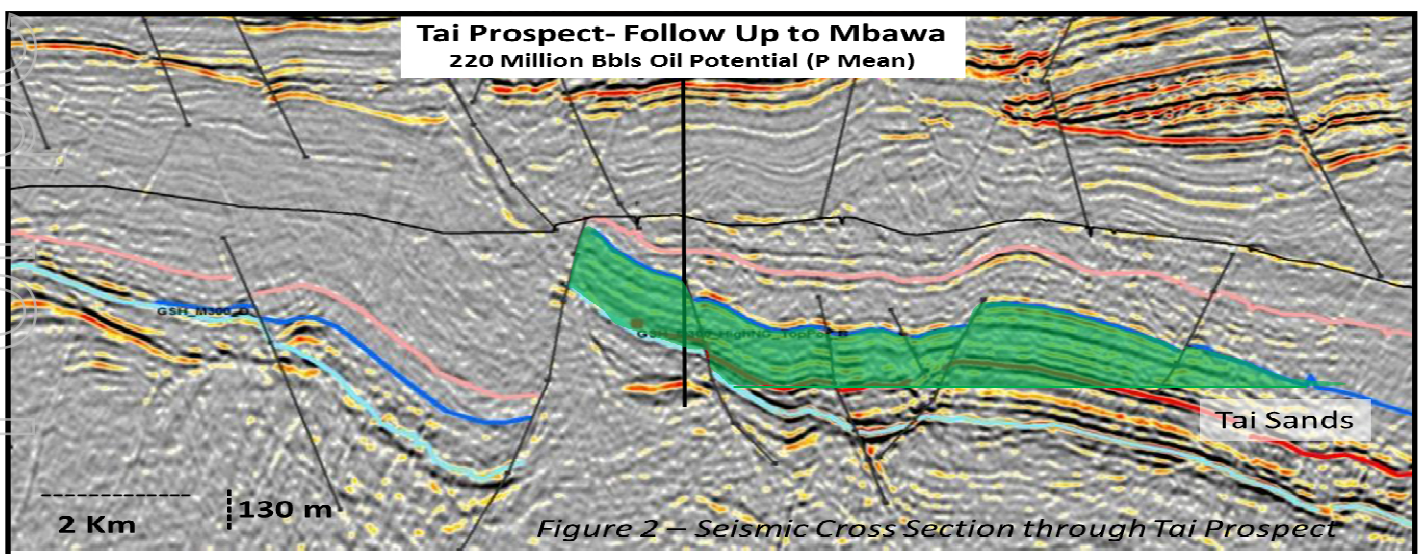 Tai Prospect- Follow Up to Mbawa
220 Million Bbls Oil Potential (P Mean)
GSH_M300_D
Tai Sands
2 Km
130 m
Figure 2 – Seismic Cross Section through Tai Prospect